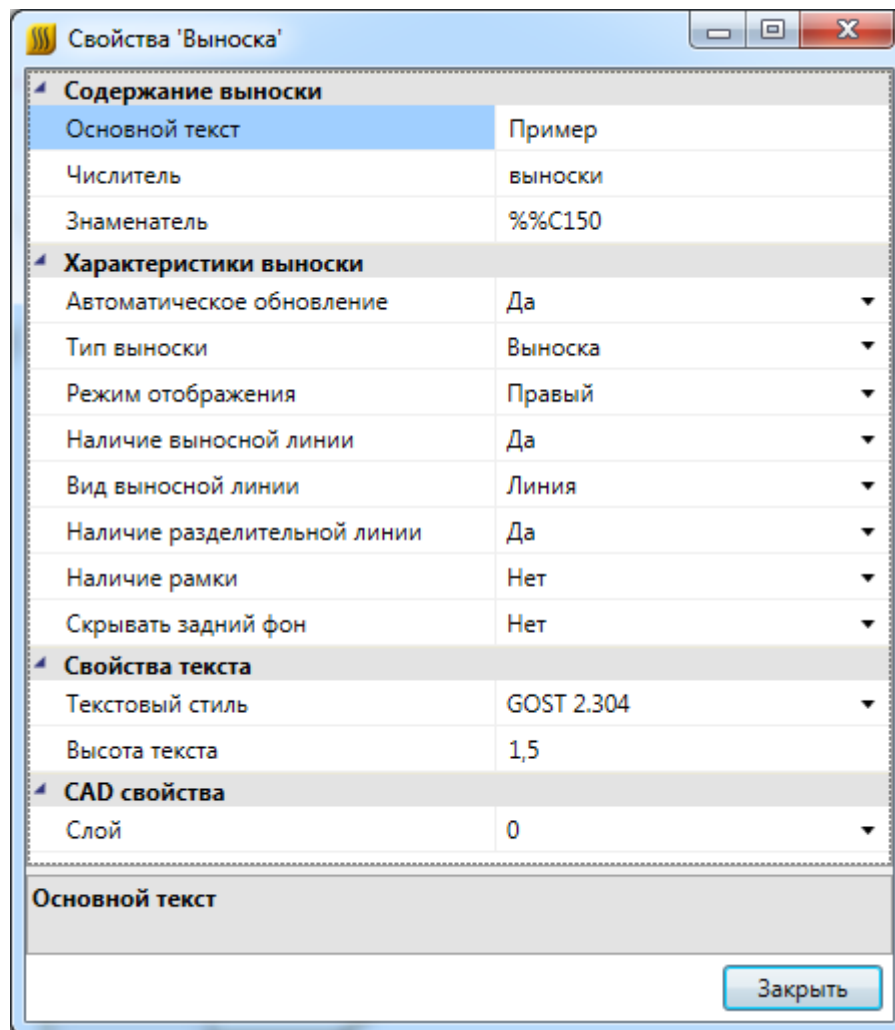 Свойства 'Выноска'
Содержание выноски
Основной текст Пример
Числитель выноски
Знаменатель %%C150
Характеристики выноски
Автоматическое обновление Да
Тип выноски Выноска
Режим отображения Правый
Наличие выносной линии Да
Вид выносной линии Линия
Наличие разделительной линии Да
Наличие рамки Нет
Скрывать задний фон Нет
Свойства текста
Текстовый стиль GOST 2.304
Высота текста 1,5
CAD свойства
Слой 0
Основной текст
Закрыть